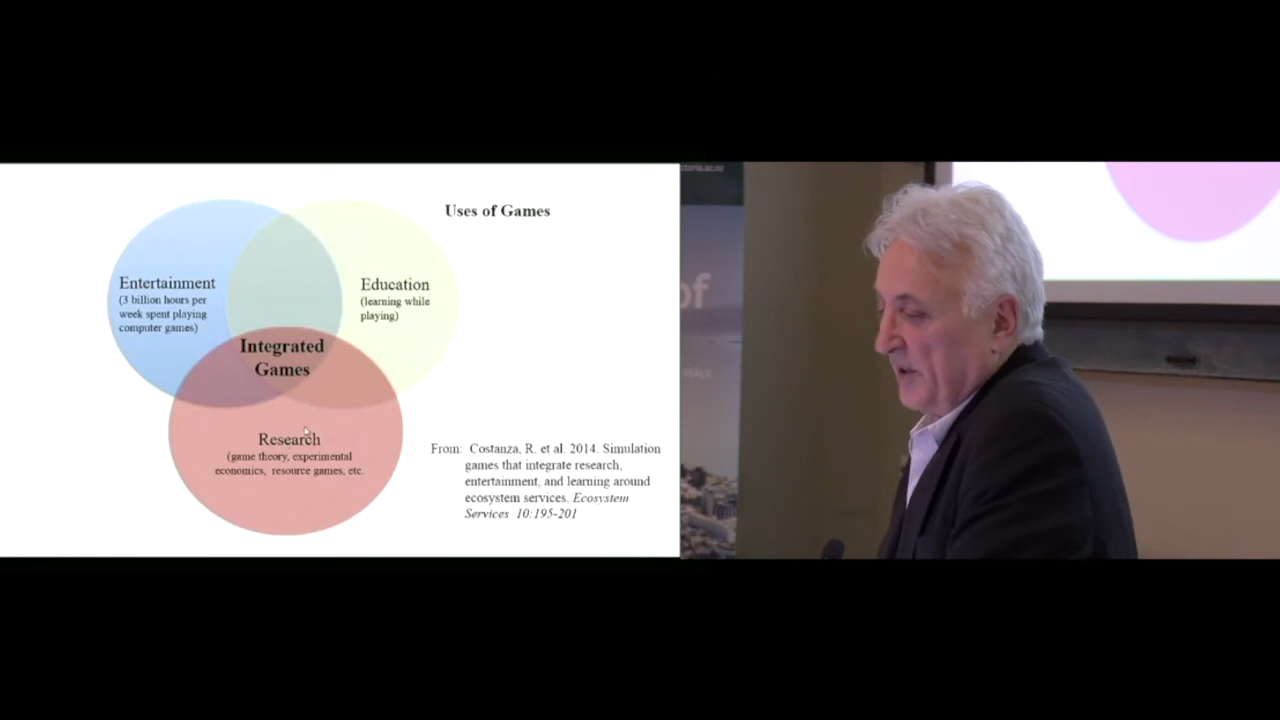 Uses of Games
Entertainment
(3 billion hours per
week spent playing
computer games)
Education
(learning while
playing)
Integrated
Games
Research
(game theory, experimental
economics, resource games, etc.
From: Costanza, R. et al. 2014. Simulation
games that integrate research,
entertainment, and learning around
ecosystem services. Ecosystem
Services 10:195-201
of